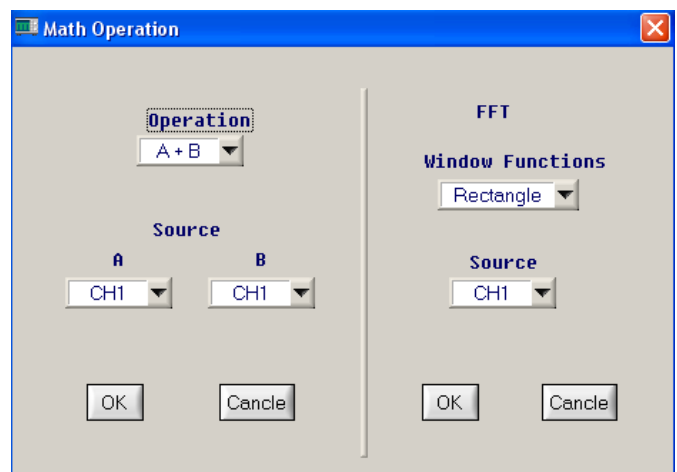 Math Operation
Operation
A + B
Source
A B
CH1 CH1
OK Cancle
FFT
Window Functions
Rectangle
Source
CH1
OK Cancle